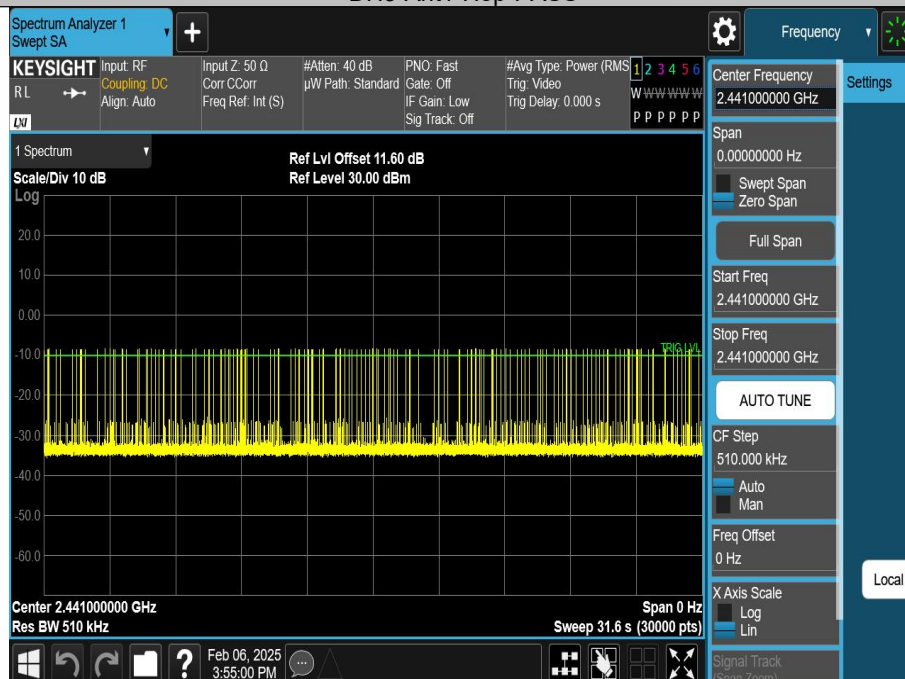 Spectrum Analyzer 1
Swept SA
+
Frequency
KEYSIGHT
RL
LXI
Input: RF
Coupling: DC
Align: Auto
Input Z: 50 Ω
Corr CCorr
Freq Ref: Int (S)
#Atten: 40 dB
µW Path: Standard
PNO: Fast
Gate: Off
IF Gain: Low
Sig Track: Off
#Avg Type: Power (RMS
Trig: Video
Trig Delay: 0.000 s
1 2 3 4 5 6
W W W W W W
P P P P P P
1 Spectrum
Scale/Div 10 dB
Log
Ref Lvl Offset 11.60 dB
Ref Level 30.00 dBm
20.0
10.0
0.00
-10.0
-20.0
-30.0
-40.0
-50.0
-60.0
TRIG LVL
Center 2.441000000 GHz
Res BW 510 kHz
Span 0 Hz
Sweep 31.6 s (30000 pts)
Center Frequency
2.441000000 GHz
Span
0.00000000 Hz
Swept Span
Zero Span
Full Span
Start Freq
2.441000000 GHz
Stop Freq
2.441000000 GHz
AUTO TUNE
CF Step
510.000 kHz
Auto
Man
Freq Offset
0 Hz
X Axis Scale
Log
Lin
Signal Track
(Span Zoom)
Settings
Local
?
Feb 06, 2025
3:55:00 PM